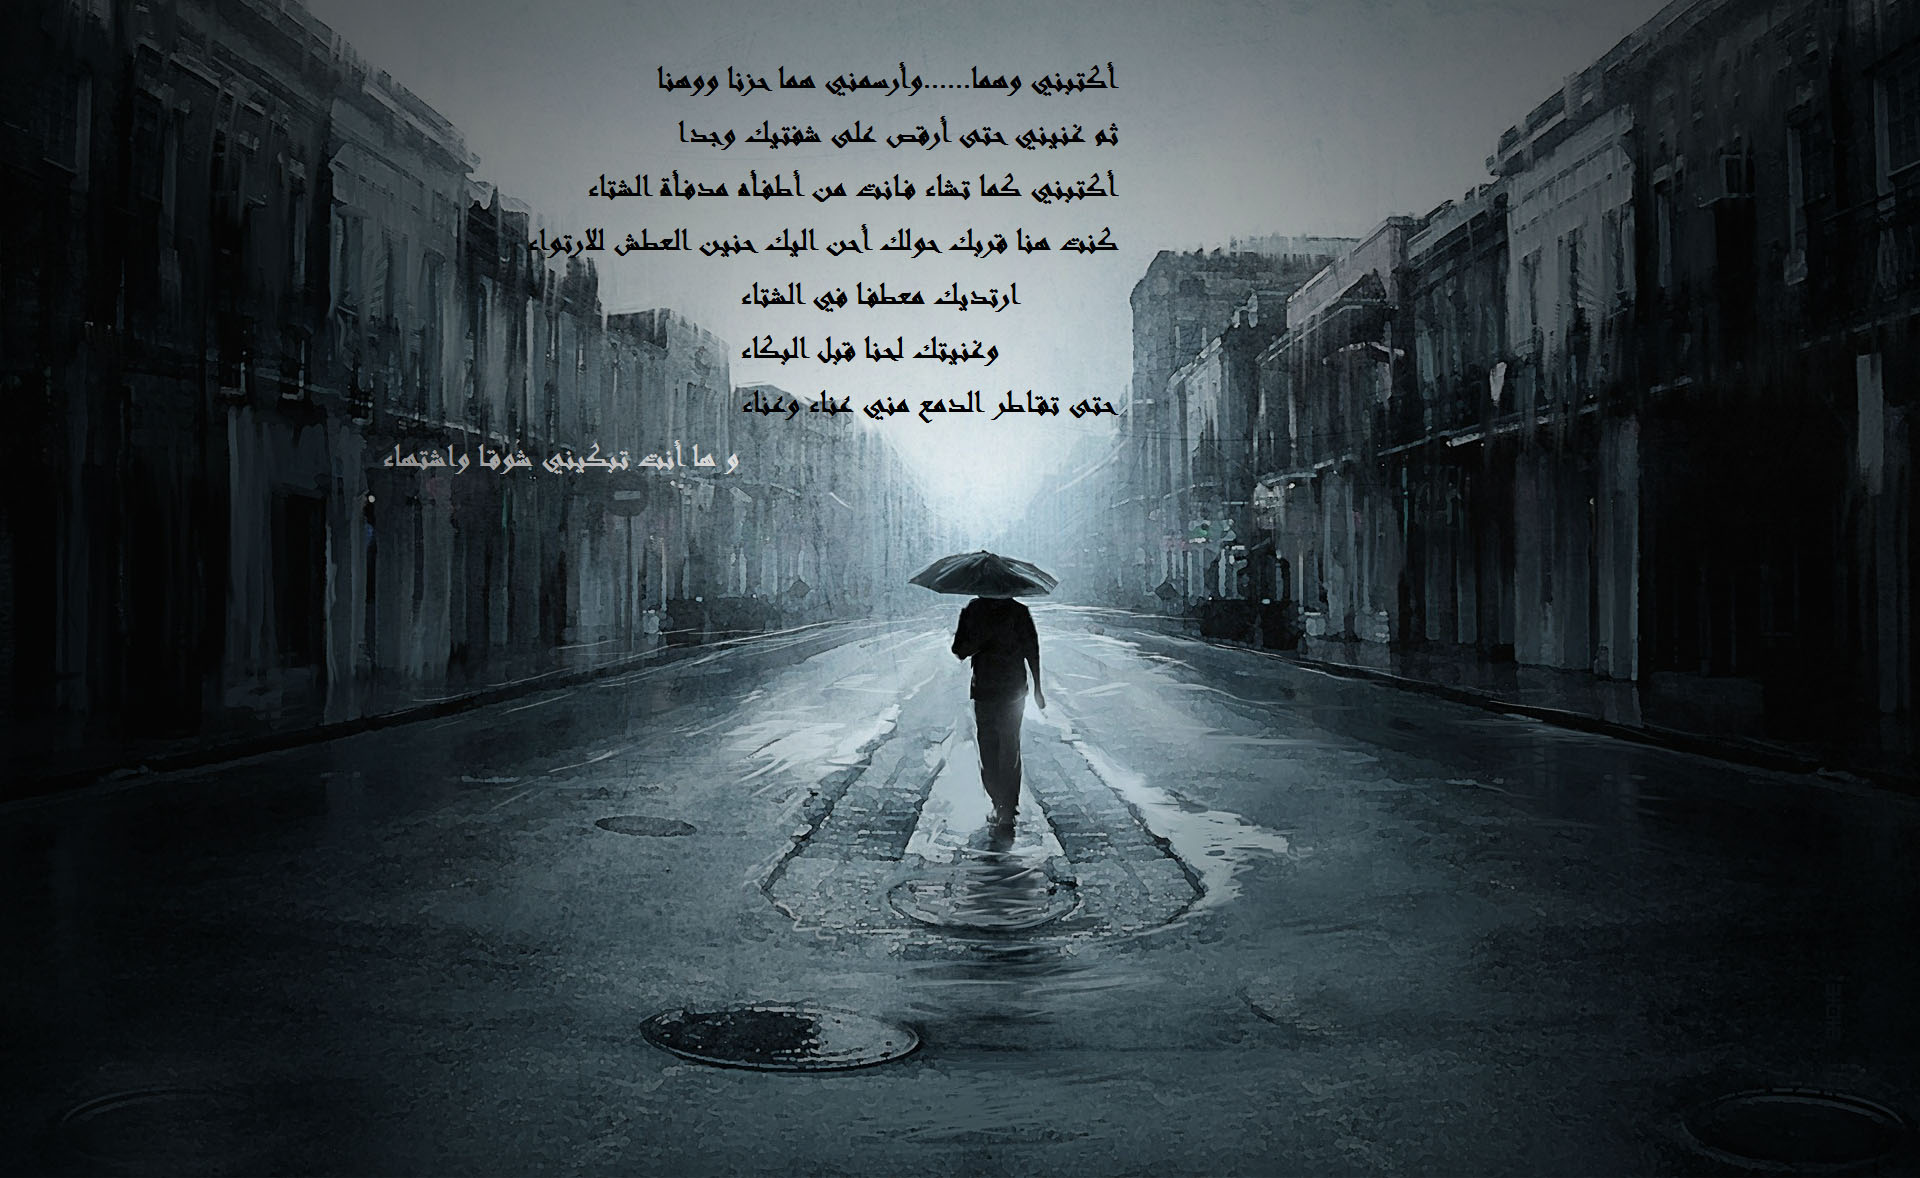 أكتبني وهما......وأرسمني هما حزنا ووهنا
ثم غنيني حتى أرقص على شفتيك وجدا
أكتبني كما تشاء فانت من أطفأه مدفأة الشتاء
كنت هنا قربك حولك أحن اليك حنين العطش للارتواء
ارتديك معطفا في الشتاء
وغنيتك لحنا قبل البكاء
حتى تقاطر الدمع مني عناء وعناء
و ها أنت تبكيني شوقا واشتهاء